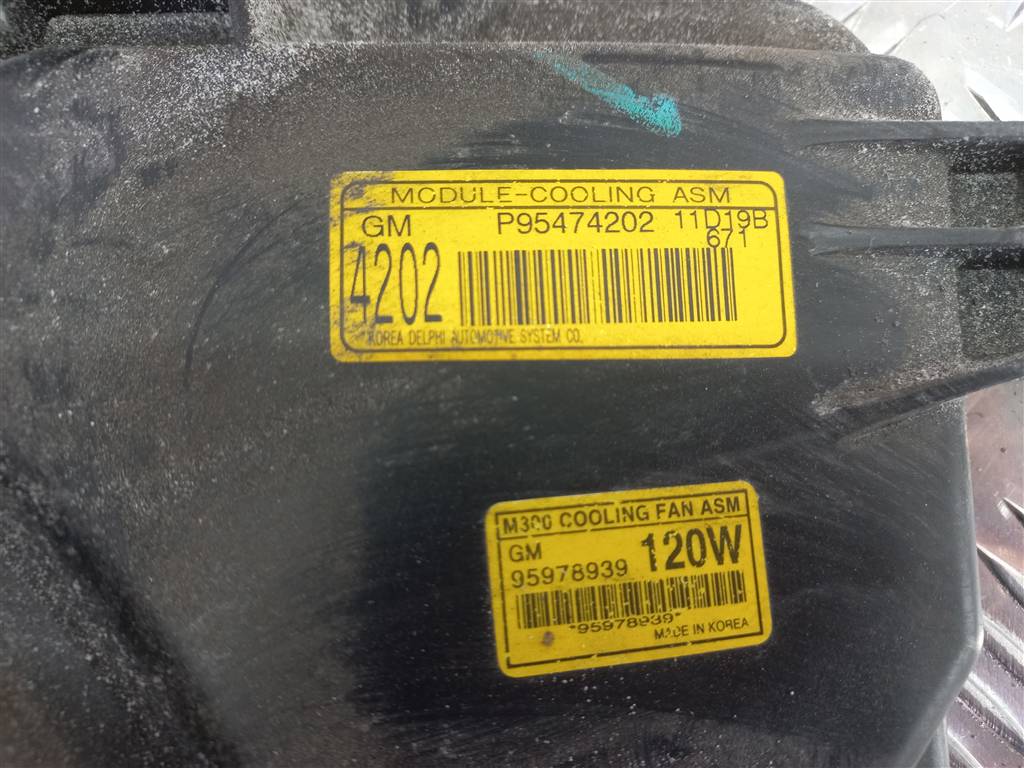 MODULE-COOLING ASM
GM P95474202 11D19B
671
4202
KOREA DELPHI AUTOMOTIVE SYSTEM CO.
M300 COOLING FAN ASM
GM 120W
95978939
*95978939*
MADE IN KOREA